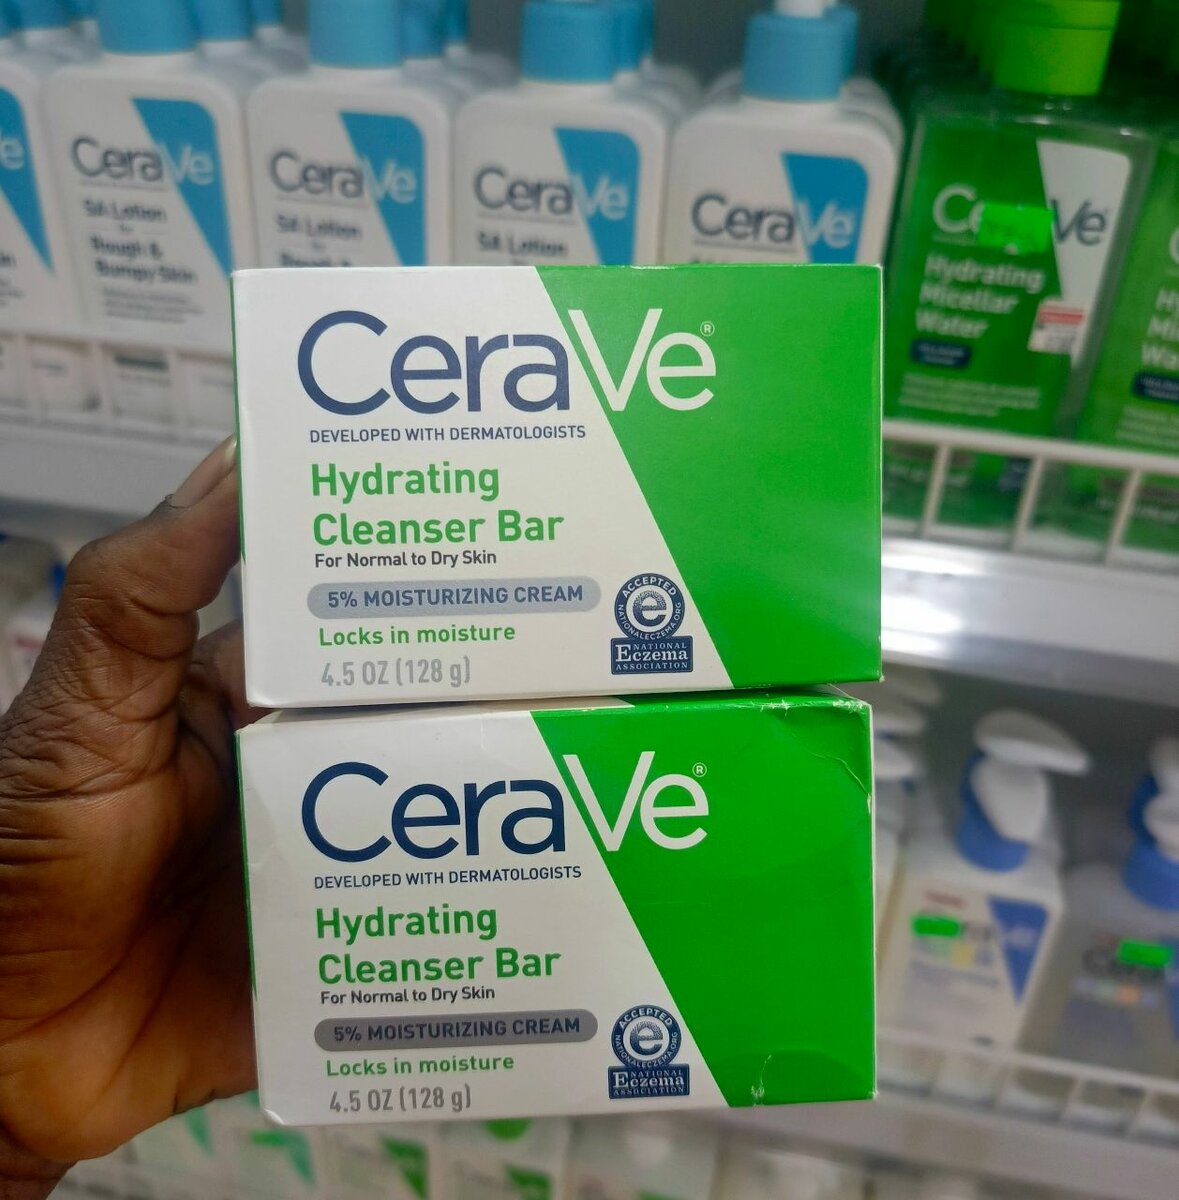 CeraVe
SA Lotion
for
Rough &
Bumpy Skin
CeraVe
SA Lotion
CeraVe
SA Lotion
CeraVe
Ve
Hydrating
Micellar
Water
CeraVe®
DEVELOPED WITH DERMATOLOGISTS
Hydrating
Cleanser Bar
For Normal to Dry Skin
5% MOISTURIZING CREAM
Locks in moisture
4.5 OZ (128 g)
ACCEPTED
NATIONALECZEMA.ORG
NATIONAL
Eczema
ASSOCIATION
CeraVe®
DEVELOPED WITH DERMATOLOGISTS
Hydrating
Cleanser Bar
For Normal to Dry Skin
5% MOISTURIZING CREAM
Locks in moisture
4.5 OZ (128 g)
ACCEPTED
NATIONALECZEMA.ORG
NATIONAL
Eczema
ASSOCIATION